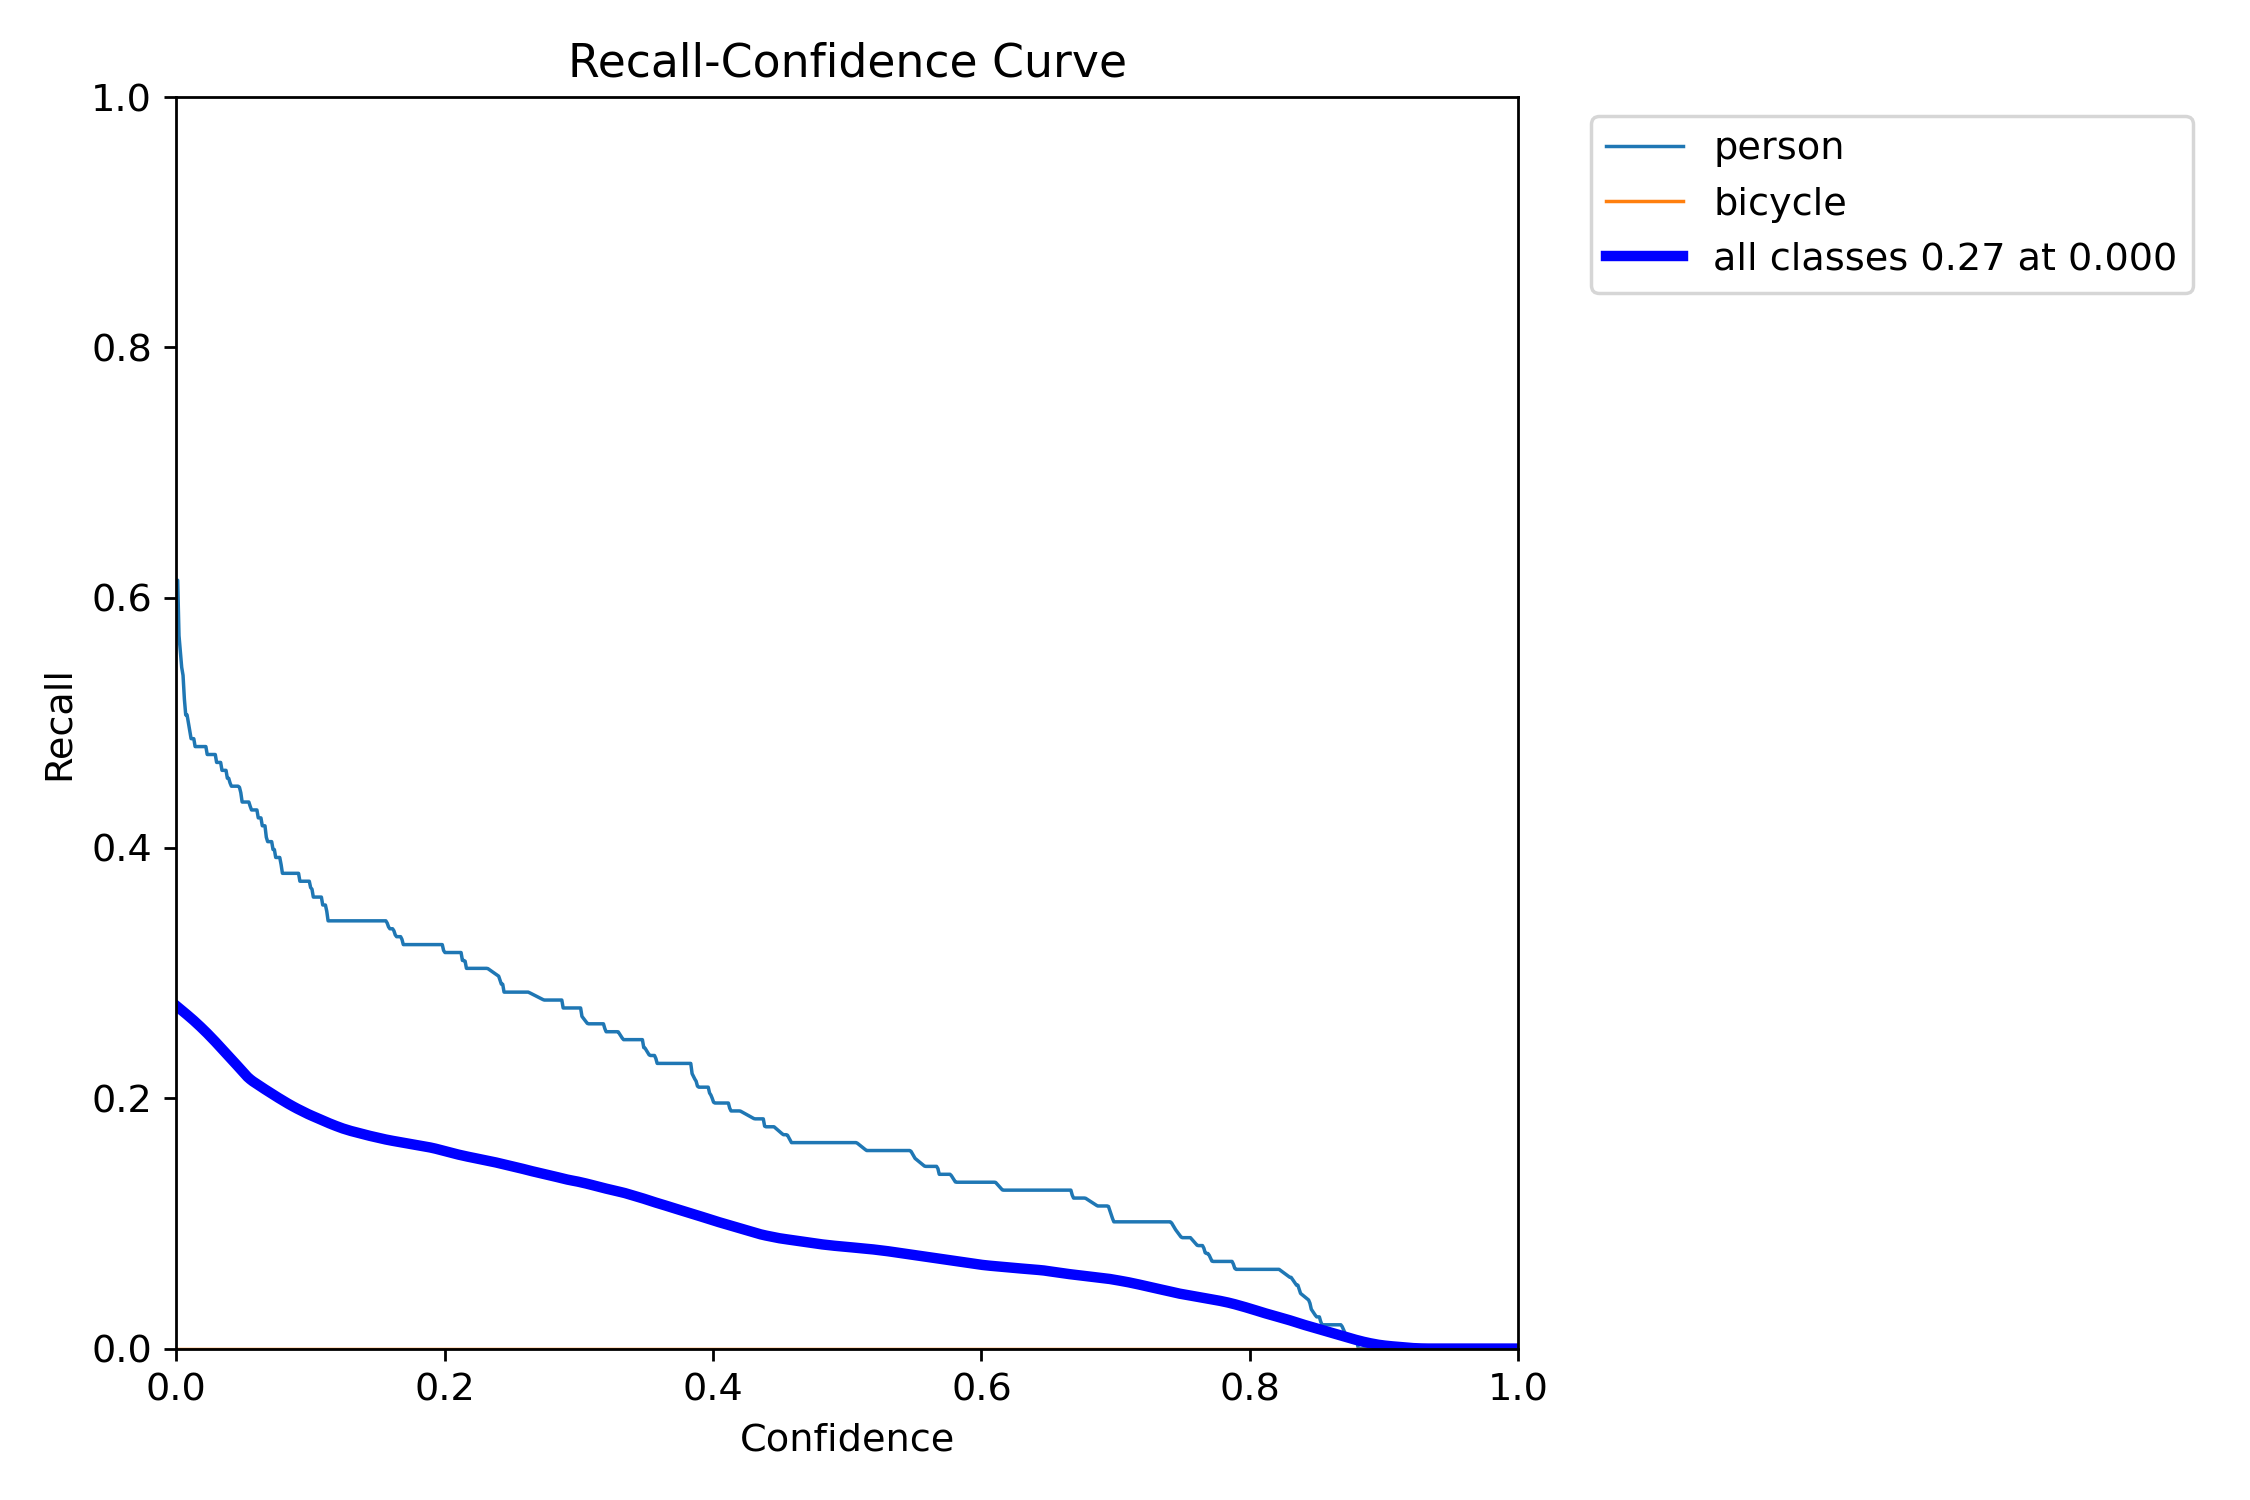 Recall-Confidence Curve
1.0
0.8
0.6
0.4
0.2
0.0
Recall
0.0 0.2 0.4 0.6 0.8 1.0
Confidence
person
bicycle
all classes 0.27 at 0.000